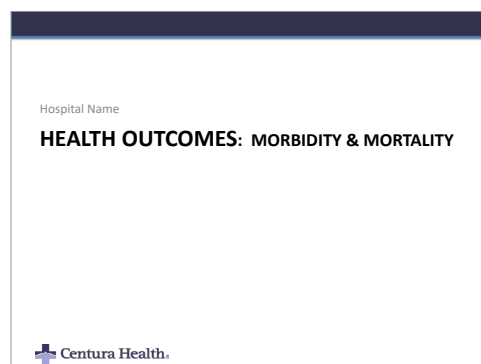 Hospital Name
HEALTH OUTCOMES: MORBIDITY & MORTALITY
Centura Health.